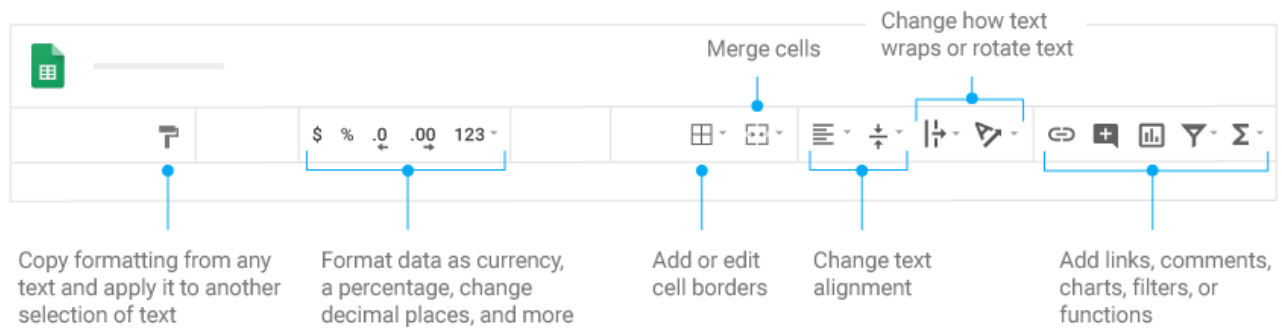 Change how text
wraps or rotate text
Merge cells
$ % .0 .00 123
Copy formatting from any
text and apply it to another
selection of text
Format data as currency,
a percentage, change
decimal places, and more
Add or edit
cell borders
Change text
alignment
Add links, comments,
charts, filters, or
functions